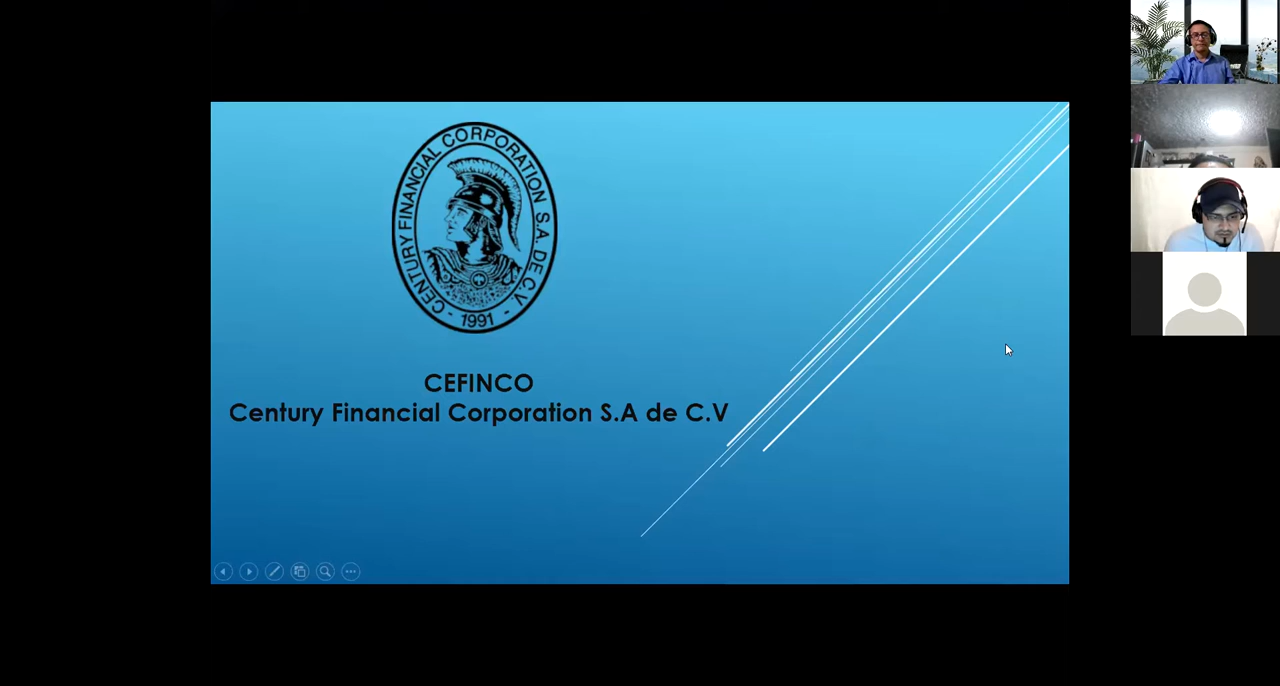 CENTURY FINANCIAL CORPORATION S.A. DE C.V.
- 1991 -
CEFINCO
Century Financial Corporation S.A de C.V